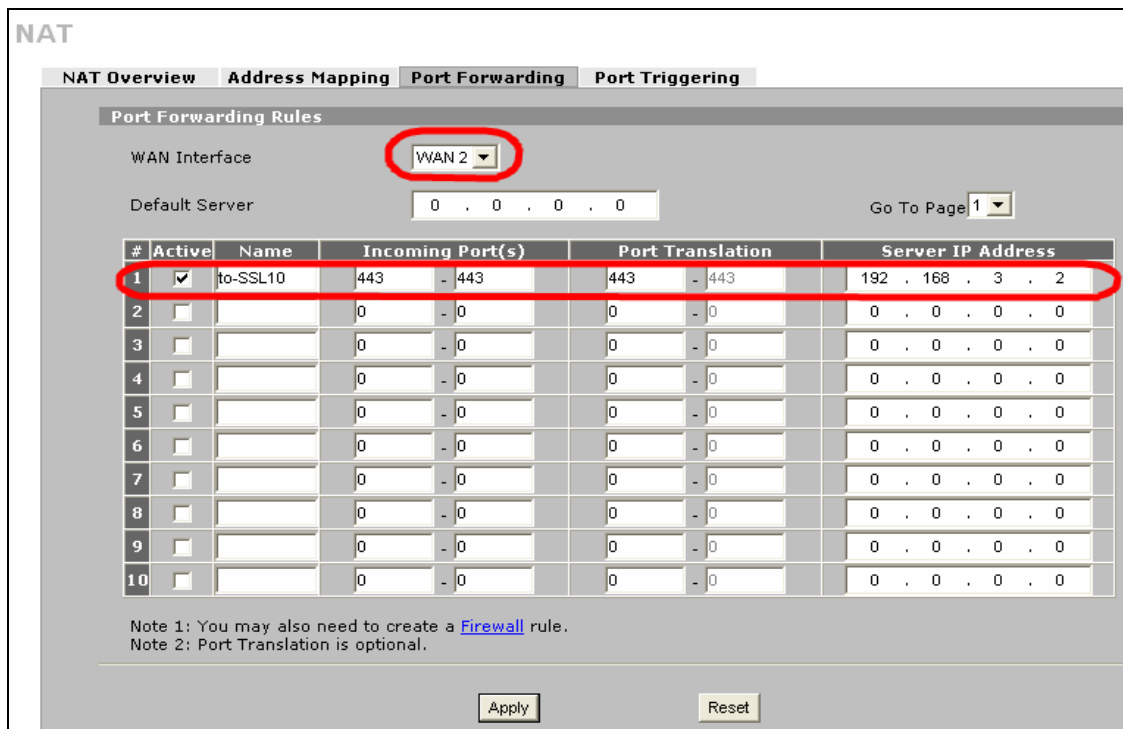 NAT
NAT Overview Address Mapping Port Forwarding Port Triggering
Port Forwarding Rules
WAN Interface WAN 2
Default Server 0 . 0 . 0 . 0 Go To Page 1
# Active Name Incoming Port(s) Port Translation Server IP Address
1 to-SSL10 443 - 443 443 - 443 192 . 168 . 3 . 2
2 0 - 0 0 - 0 0 . 0 . 0 . 0
3 0 - 0 0 - 0 0 . 0 . 0 . 0
4 0 - 0 0 - 0 0 . 0 . 0 . 0
5 0 - 0 0 - 0 0 . 0 . 0 . 0
6 0 - 0 0 - 0 0 . 0 . 0 . 0
7 0 - 0 0 - 0 0 . 0 . 0 . 0
8 0 - 0 0 - 0 0 . 0 . 0 . 0
9 0 - 0 0 - 0 0 . 0 . 0 . 0
10 0 - 0 0 - 0 0 . 0 . 0 . 0
Note 1: You may also need to create a Firewall rule.
Note 2: Port Translation is optional.
Apply Reset